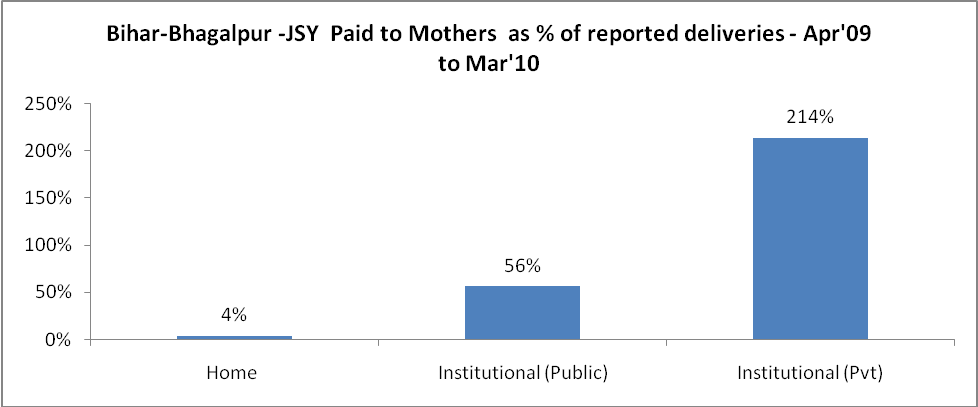 Bihar-Bhagalpur -JSY  Paid to Mothers  as % of reported deliveries - Apr'09
to Mar'10
250%
200%
150%
100%
50%
0%
4%
56%
214%
Home
Institutional (Public)
Institutional (Pvt)